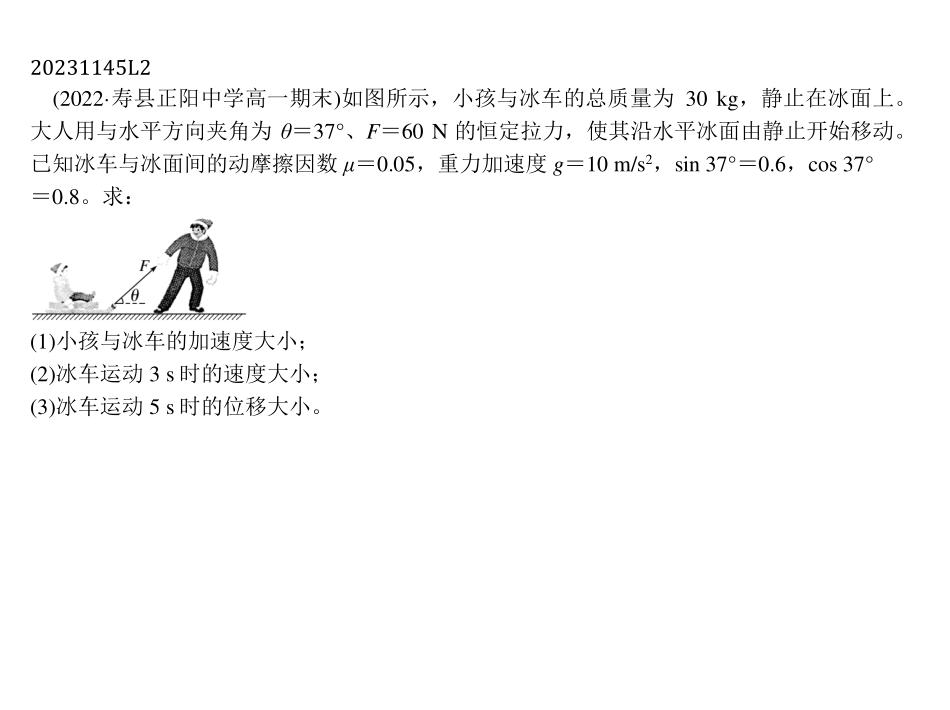 20231145L2
(2022·寿县正阳中学高一期末)如图所示，小孩与冰车的总质量为 30 kg，静止在冰面上。
大人用与水平方向夹角为 θ＝37°、F＝60 N 的恒定拉力，使其沿水平冰面由静止开始移动。
已知冰车与冰面间的动摩擦因数 μ＝0.05，重力加速度 g＝10 m/s²，sin 37°＝0.6，cos 37°
＝0.8。求：
F
θ
(1)小孩与冰车的加速度大小；
(2)冰车运动 3 s 时的速度大小；
(3)冰车运动 5 s 时的位移大小。